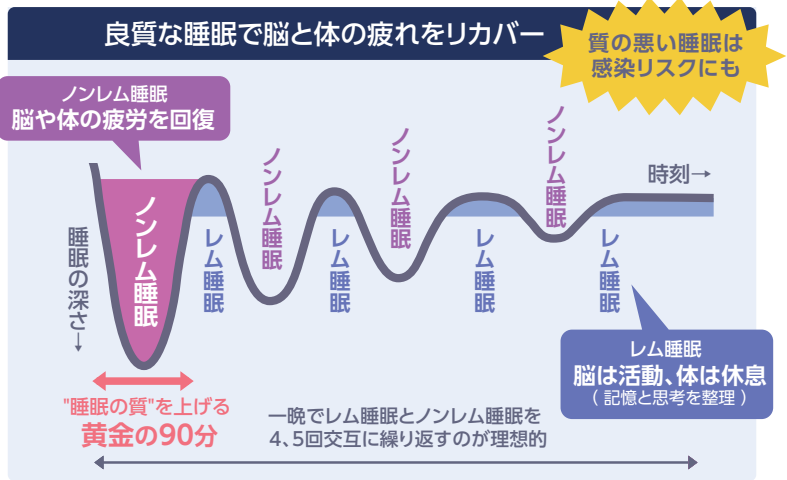 良質な睡眠で脳と体の疲れをリカバー
質の悪い睡眠は
感染リスクにも
ノンレム睡眠
脳や体の疲労を回復
時刻→
睡眠の深さ→
ノンレム睡眠
レム睡眠
ノンレム睡眠
レム睡眠
ノンレム睡眠
レム睡眠
ノンレム睡眠
レム睡眠
レム睡眠
脳は活動、体は休息
(記憶と思考を整理)
"睡眠の質"を上げる
黄金の90分
一晩でレム睡眠とノンレム睡眠を
4、5回交互に繰り返すのが理想的